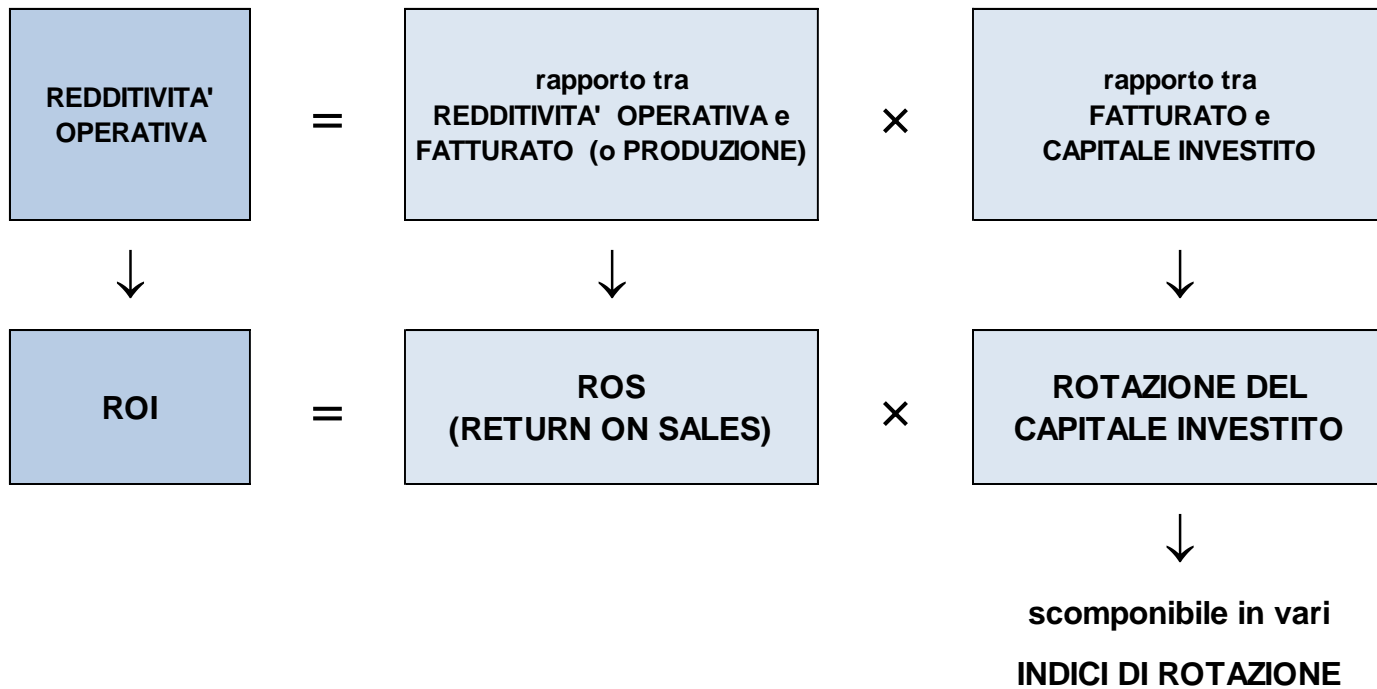 REDDITIVITA'
OPERATIVA
=
rapporto tra
REDDITIVITA' OPERATIVA e
FATTURATO (o PRODUZIONE)
×
rapporto tra
FATTURATO e
CAPITALE INVESTITO
↓ ↓ ↓
ROI
=
ROS
(RETURN ON SALES)
×
ROTAZIONE DEL
CAPITALE INVESTITO
↓
scomponibile in vari
INDICI DI ROTAZIONE